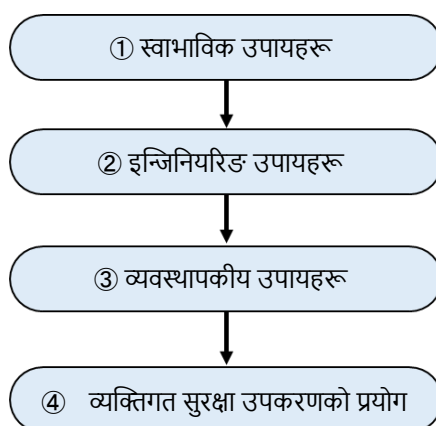 ① स्वाभाविक उपायहरू
② इन्जिनियरिङ उपायहरू
③ व्यवस्थापकीय उपायहरू
④ व्यक्तिगत सुरक्षा उपकरणको प्रयोग